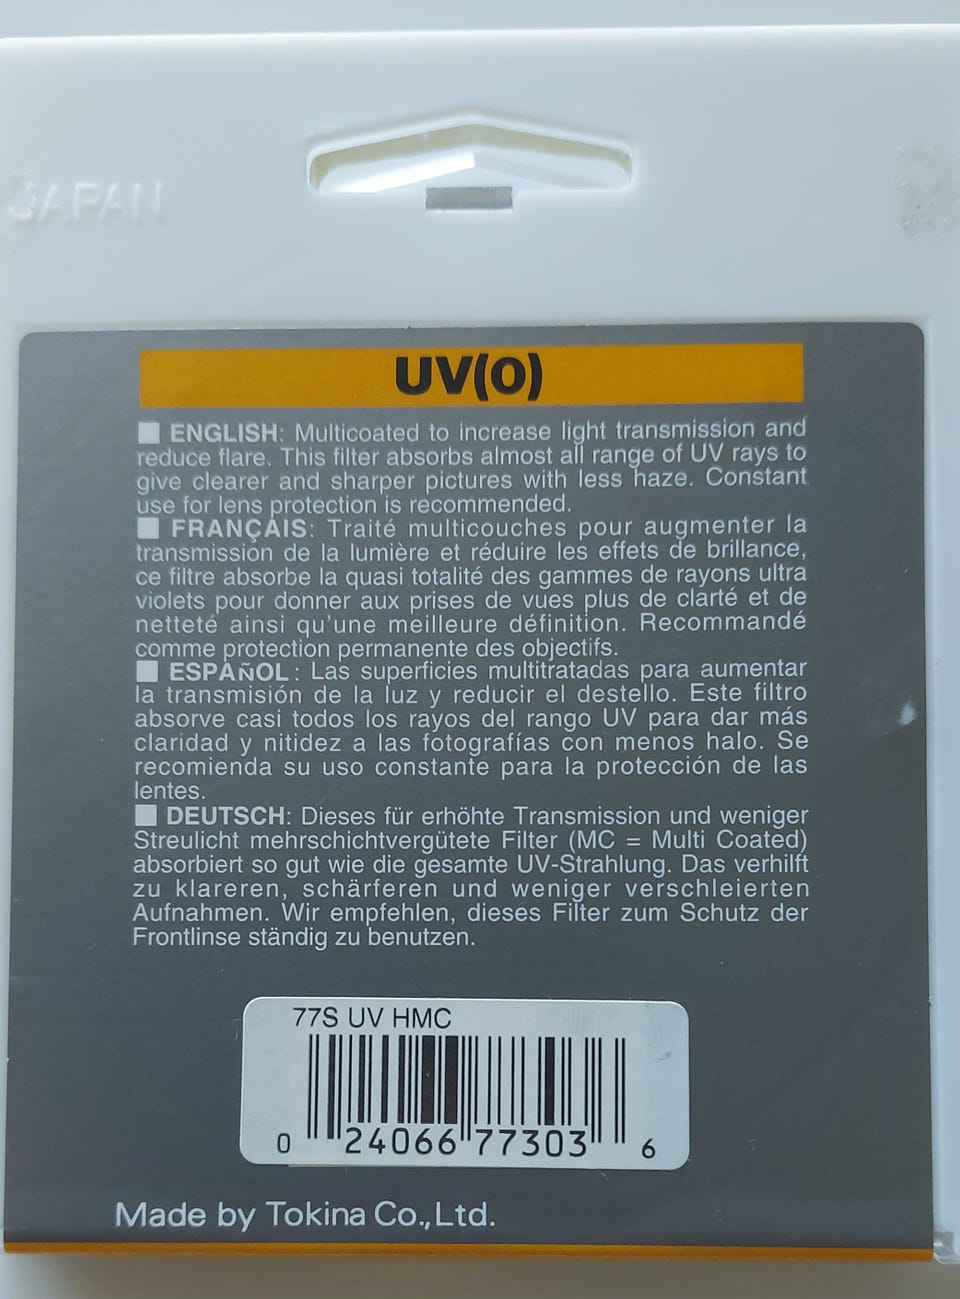 JAPAN
UV(0)
■ ENGLISH: Multicoated to increase light transmission and
reduce flare. This filter absorbs almost all range of UV rays to
give clearer and sharper pictures with less haze. Constant
use for lens protection is recommended.
■ FRANÇAIS: Traité multicouches pour augmenter la
transmission de la lumière et réduire les effets de brillance,
ce filtre absorbe la quasi totalité des gammes de rayons ultra
violets pour donner aux prises de vues plus de clarté et de
netteté ainsi qu'une meilleure définition. Recommandé
comme protection permanente des objectifs.
■ ESPAÑOL: Las superficies multitratadas para aumentar
la transmisión de la luz y reducir el destello. Este filtro
absorve casi todos los rayos del rango UV para dar más
claridad y nitidez a las fotografías con menos halo. Se
recomienda su uso constante para la protección de las
lentes.
■ DEUTSCH: Dieses für erhöhte Transmission und weniger
Streulicht mehrschichtvergütete Filter (MC = Multi Coated)
absorbiert so gut wie die gesamte UV-Strahlung. Das verhilft
zu klareren, schärferen und weniger verschleierten
Aufnahmen. Wir empfehlen, dieses Filter zum Schutz der
Frontlinse ständig zu benutzen.
77S UV HMC
0 24066 77303 6
Made by Tokina Co.,Ltd.